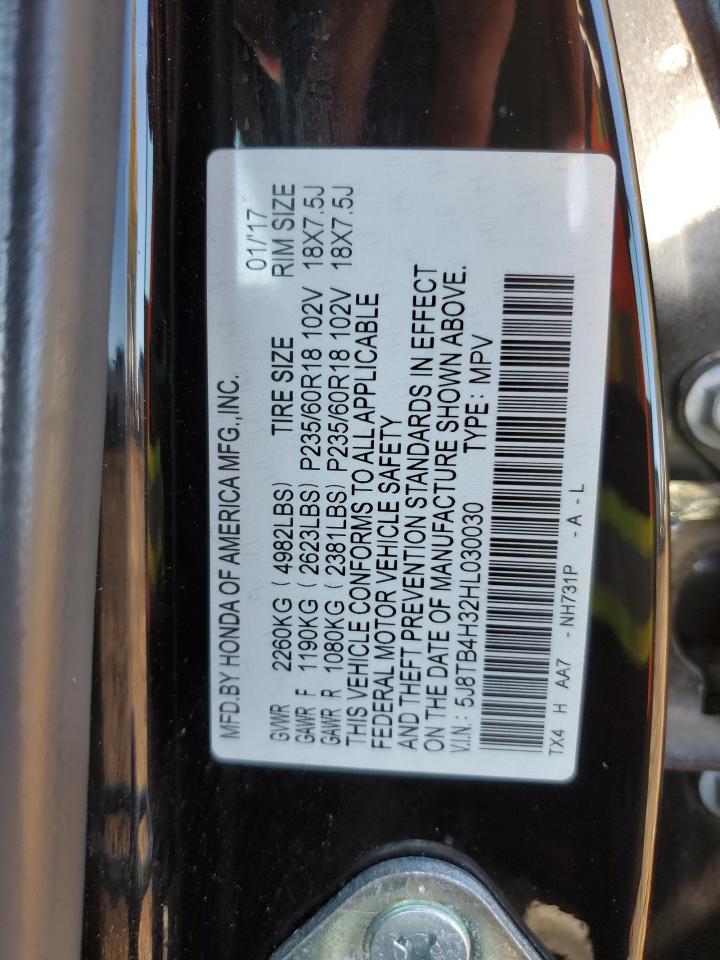 MFD.BY HONDA OF AMERICA MFG.,INC.
01/'17
GVWR 2260KG ( 4982LBS) TIRE SIZE RIM SIZE
GAWR F 1190KG ( 2623LBS) P235/60R18 102V 18X7.5J
GAWR R 1080KG ( 2381LBS) P235/60R18 102V 18X7.5J
THIS VEHICLE CONFORMS TO ALL APPLICABLE
FEDERAL MOTOR VEHICLE SAFETY
AND THEFT PREVENTION STANDARDS IN EFFECT
ON THE DATE OF MANUFACTURE SHOWN ABOVE.
V.I.N.: 5J8TB4H32HL030030 TYPE: MPV
TX4 H AA7 - NH731P - A - L